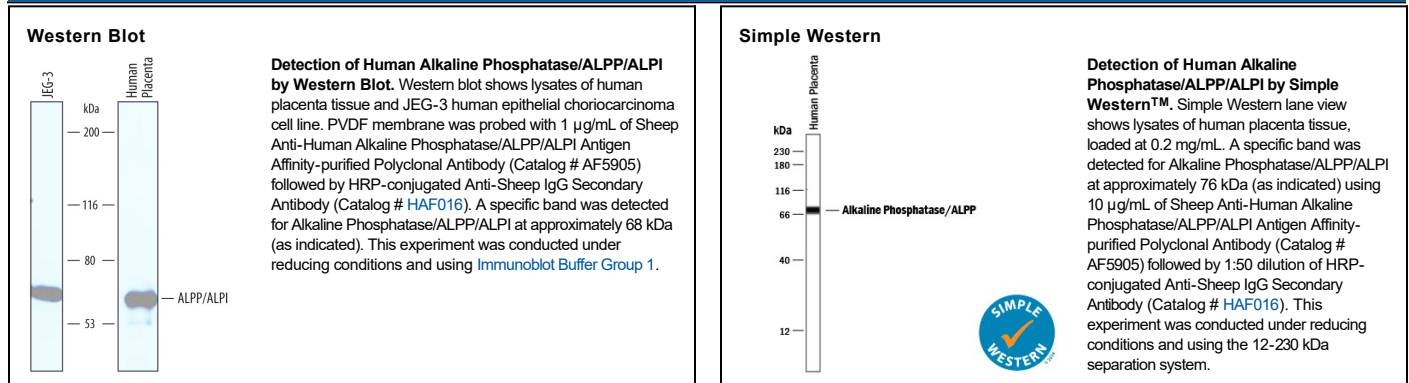 Western Blot
JEG-3
Human
Placenta
kDa
200
116
80
53
ALPP/ALPI
Detection of Human Alkaline Phosphatase/ALPP/ALPI
by Western Blot. Western blot shows lysates of human
placenta tissue and JEG-3 human epithelial choriocarcinoma
cell line. PVDF membrane was probed with 1 µg/mL of Sheep
Anti-Human Alkaline Phosphatase/ALPP/ALPI Antigen
Affinity-purified Polyclonal Antibody (Catalog # AF5905)
followed by HRP-conjugated Anti-Sheep IgG Secondary
Antibody (Catalog # HAF016). A specific band was detected
for Alkaline Phosphatase/ALPP/ALPI at approximately 68 kDa
(as indicated). This experiment was conducted under
reducing conditions and using Immunoblot Buffer Group 1.
Simple Western
Human Placenta
kDa
230
180
116
66
40
12
Alkaline Phosphatase/ALPP
SIMPLE
WESTERN
Detection of Human Alkaline
Phosphatase/ALPP/ALPI by Simple
Western™. Simple Western lane view
shows lysates of human placenta tissue,
loaded at 0.2 mg/mL. A specific band was
detected for Alkaline Phosphatase/ALPP/ALPI
at approximately 76 kDa (as indicated) using
10 µg/mL of Sheep Anti-Human Alkaline
Phosphatase/ALPP/ALPI Antigen Affinity-
purified Polyclonal Antibody (Catalog #
AF5905) followed by 1:50 dilution of HRP-
conjugated Anti-Sheep IgG Secondary
Antibody (Catalog # HAF016). This
experiment was conducted under reducing
conditions and using the 12-230 kDa
separation system.